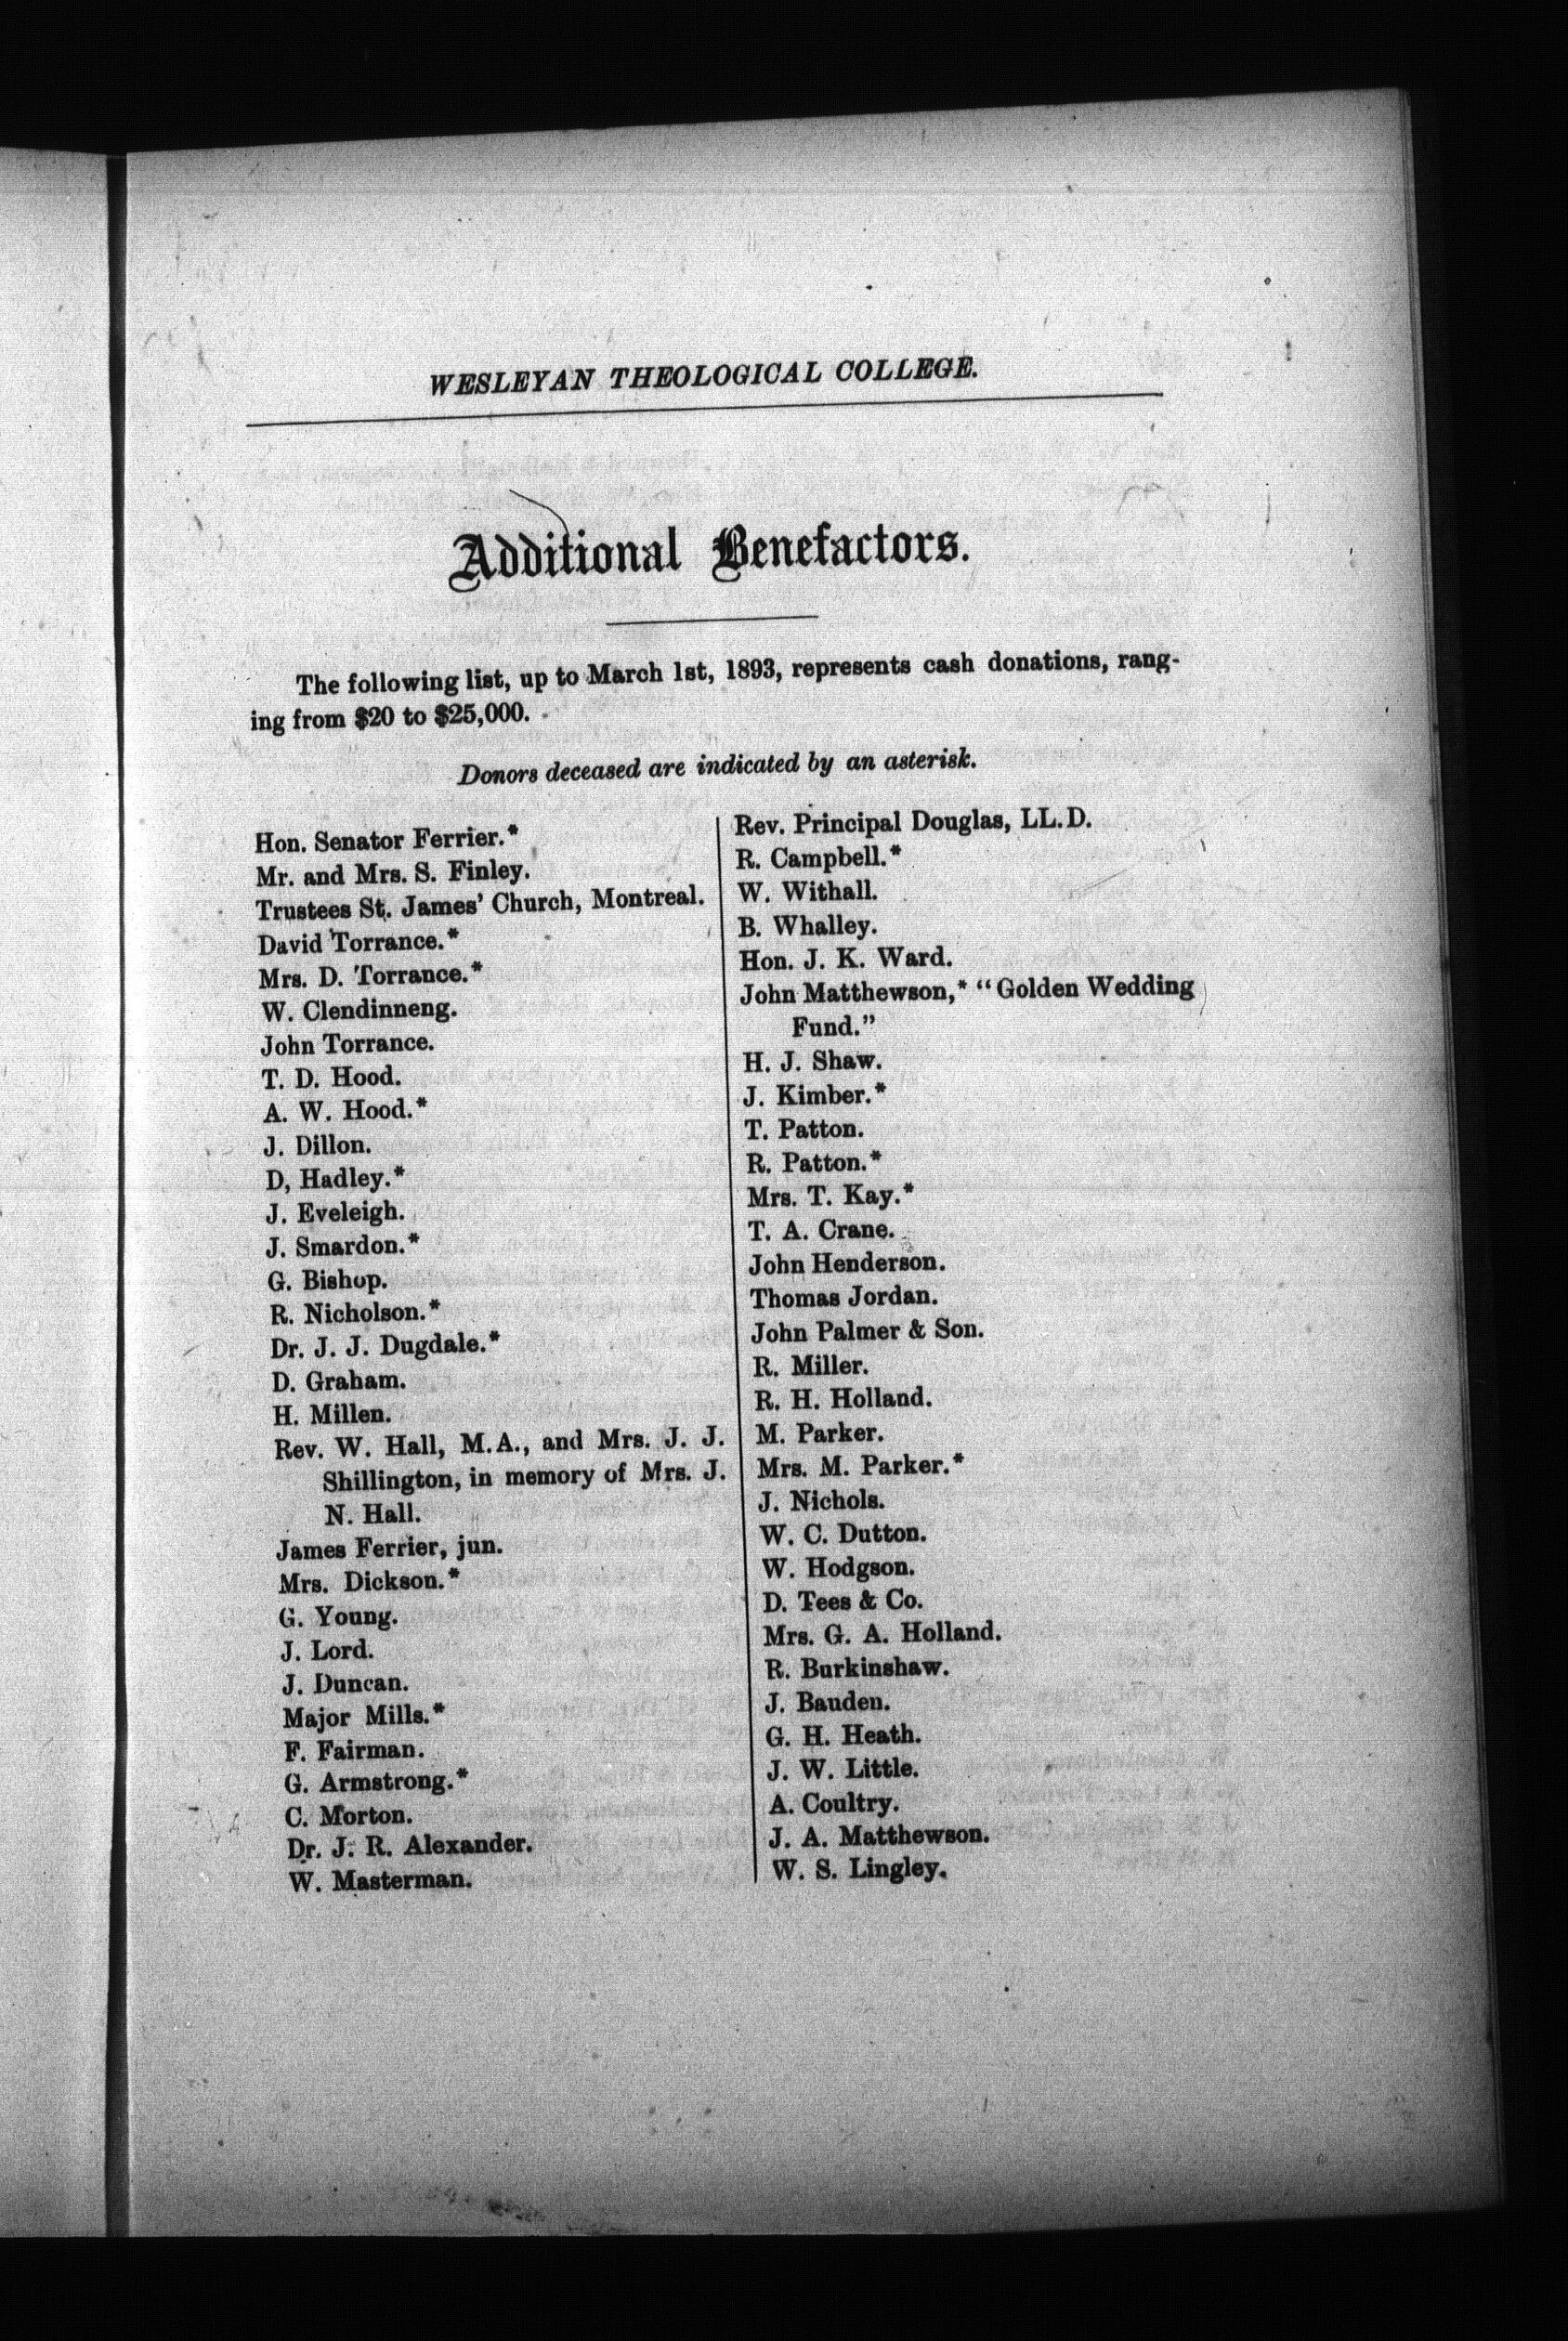 WESLEYAN THEOLOGICAL COLLEGE.
Additional Benefactors.
The following list, up to March 1st, 1893, represents cash donations, rang-
ing from $20 to $25,000.
Donors deceased are indicated by an asterisk.
Hon. Senator Ferrier.*
Mr. and Mrs. S. Finley.
Trustees St. James' Church, Montreal.
David Torrance.*
Mrs. D. Torrance.*
W. Clendinneng.
John Torrance.
T. D. Hood.
A. W. Hood.*
J. Dillon.
D, Hadley.*
J. Eveleigh.
J. Smardon.*
G. Bishop.
R. Nicholson.*
Dr. J. J. Dugdale.*
D. Graham.
H. Millen.
Rev. W. Hall, M.A., and Mrs. J. J.
Shillington, in memory of Mrs. J.
N. Hall.
James Ferrier, jun.
Mrs. Dickson.*
G. Young.
J. Lord.
J. Duncan.
Major Mills.*
F. Fairman.
G. Armstrong.*
C. Morton.
Dr. J. R. Alexander.
W. Masterman.
Rev. Principal Douglas, LL.D.
R. Campbell.*
W. Withall.
B. Whalley.
Hon. J. K. Ward.
John Matthewson,* "Golden Wedding
Fund."
H. J. Shaw.
J. Kimber.*
T. Patton.
R. Patton.*
Mrs. T. Kay.*
T. A. Crane.
John Henderson.
Thomas Jordan.
John Palmer & Son.
R. Miller.
R. H. Holland.
M. Parker.
Mrs. M. Parker.*
J. Nichols.
W. C. Dutton.
W. Hodgson.
D. Tees & Co.
Mrs. G. A. Holland.
R. Burkinshaw.
J. Bauden.
G. H. Heath.
J. W. Little.
A. Coultry.
J. A. Matthewson.
W. S. Lingley.